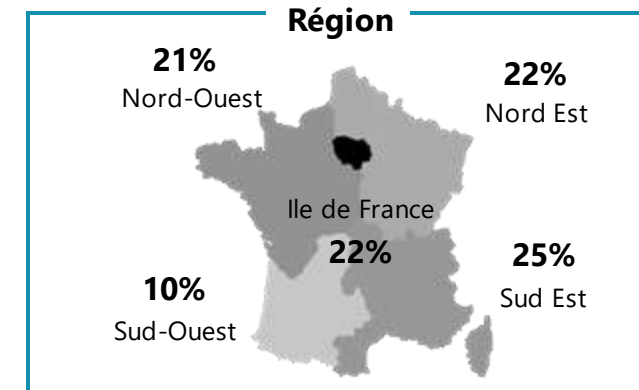 Région
21%
Nord-Ouest
22%
Nord Est
Ile de France
22%
10%
Sud-Ouest
25%
Sud Est